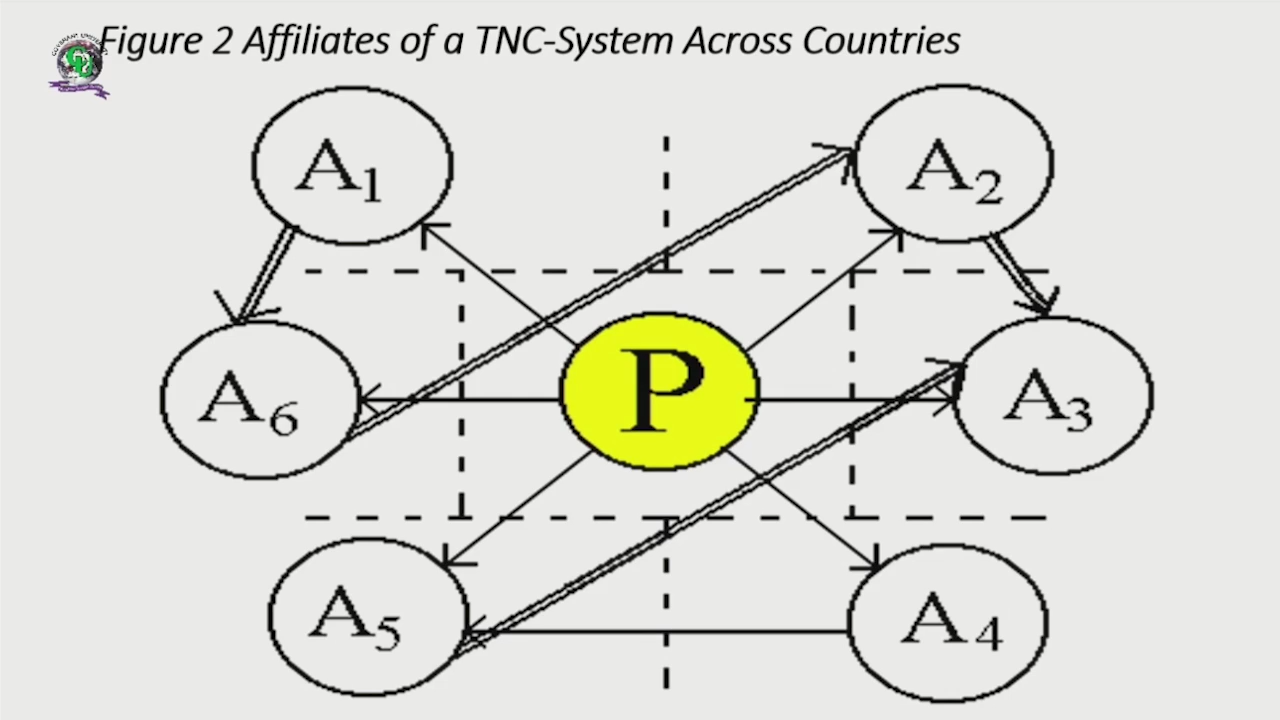 Figure 2 Affiliates of a TNC-System Across Countries
A1
A2
A6
P
A3
A5
A4